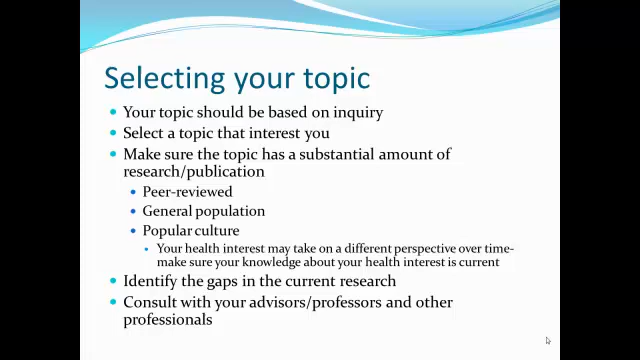 Selecting your topic
Your topic should be based on inquiry
Select a topic that interest you
Make sure the topic has a substantial amount of
research/publication
Peer-reviewed
General population
Popular culture
Your health interest may take on a different perspective over time-
make sure your knowledge about your health interest is current
Identify the gaps in the current research
Consult with your advisors/professors and other
professionals